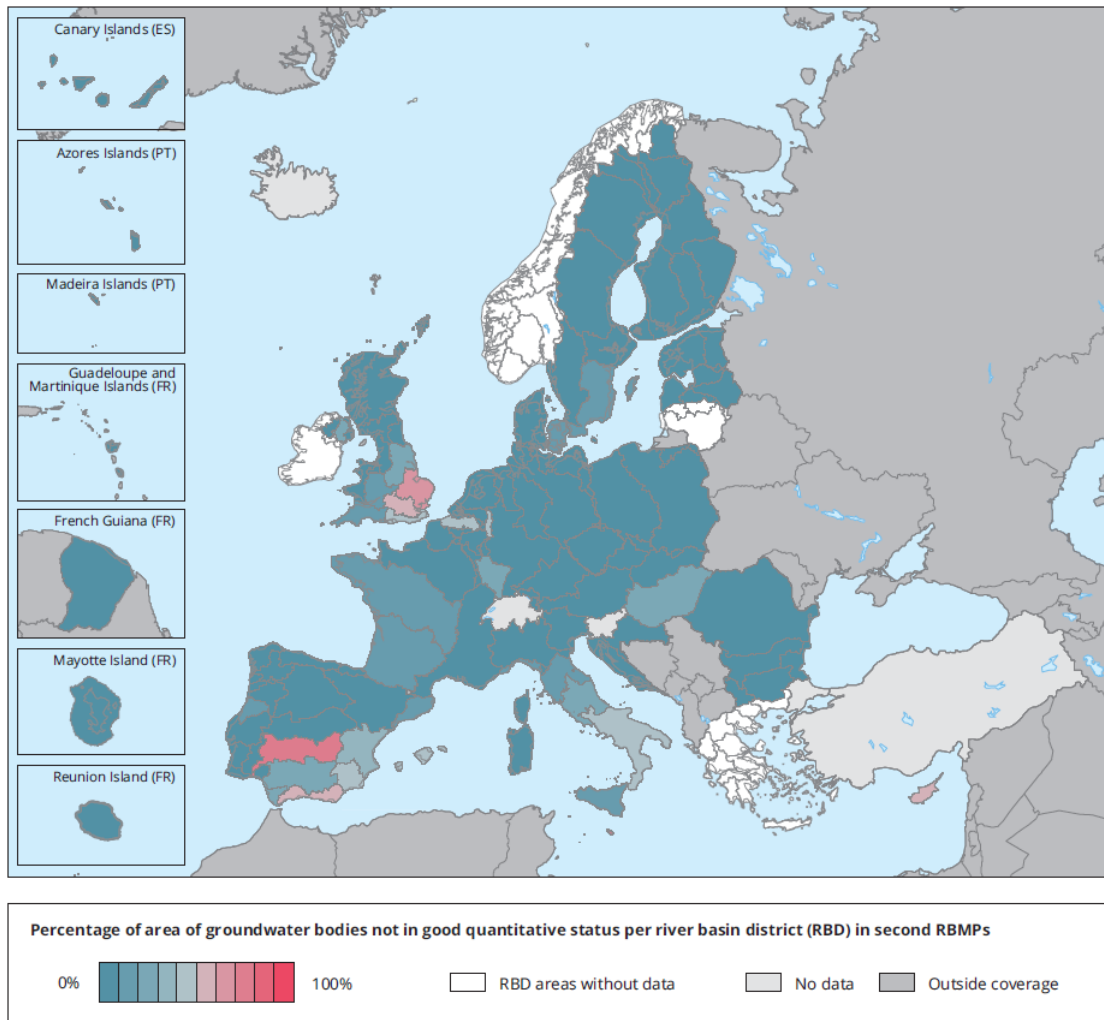 Canary Islands (ES)
Azores Islands (PT)
Madeira Islands (PT)
Guadeloupe and
Martinique Islands (FR)
French Guiana (FR)
Mayotte Island (FR)
Reunion Island (FR)
Percentage of area of groundwater bodies not in good quantitative status per river basin district (RBD) in second RBMPs
0%
100%
RBD areas without data
No data
Outside coverage